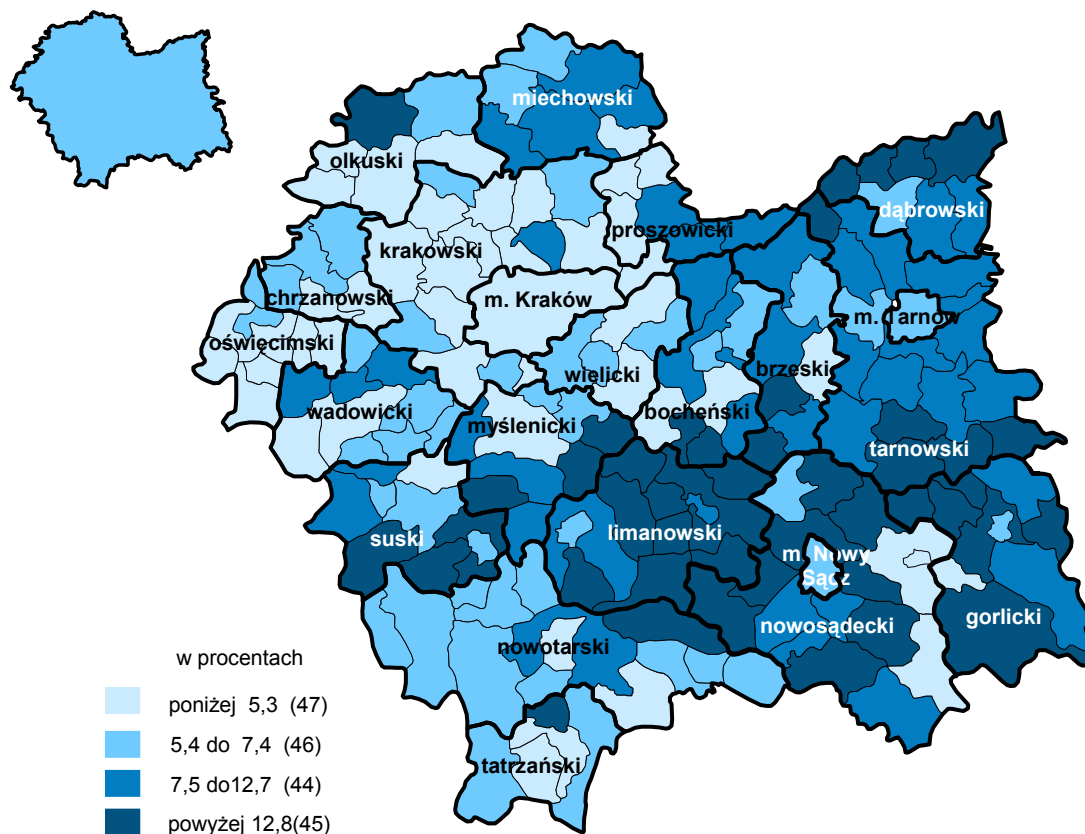 miechowski
olkuski
dąbrowski
proszowicki
krakowski
chrzanowski
m. Kraków
m. Tarnów
oświęcimski
wielicki
brzeski
wadowicki
bocheński
myślenicki
tarnowski
suski
limanowski
m. Nowy
Sącz
gorlicki
nowosądecki
nowotarski
tatrzański
w procentach
poniżej 5,3 (47)
5,4 do 7,4 (46)
7,5 do12,7 (44)
powyżej 12,8(45)